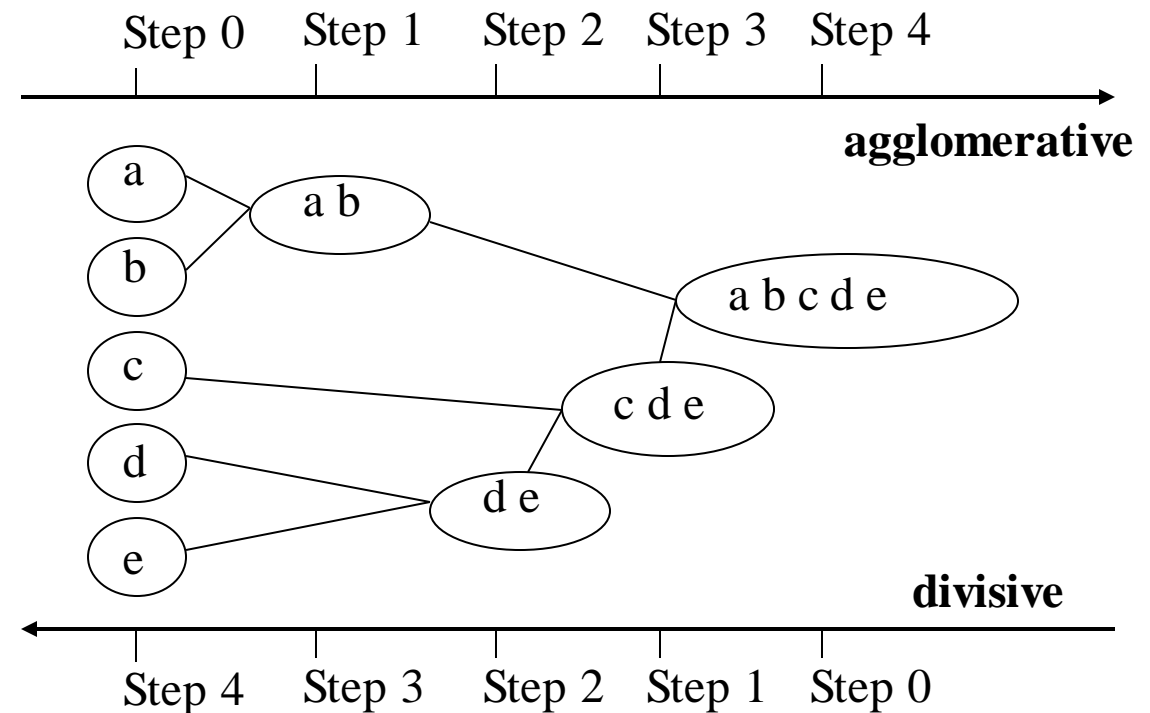 Step 0 Step 1 Step 2 Step 3 Step 4
agglomerative
a
a b
b
a b c d e
c
c d e
d
d e
e
divisive
Step 4 Step 3 Step 2 Step 1 Step 0